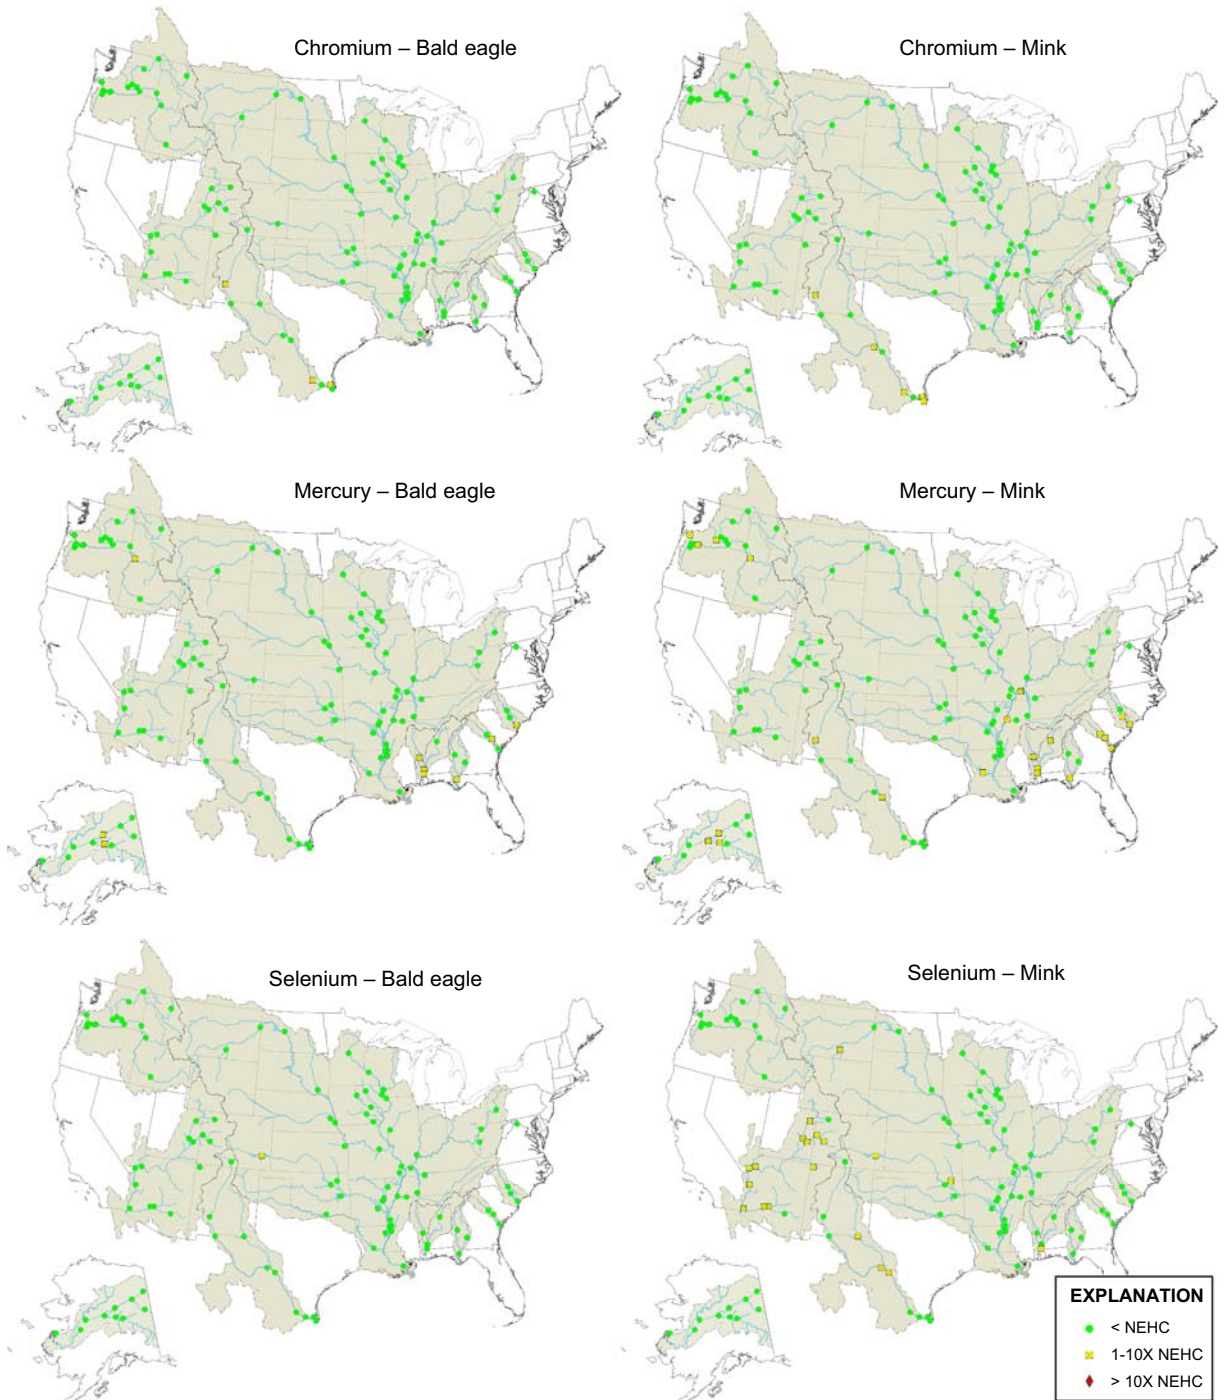 Chromium – Bald eagle
Chromium – Mink
Mercury – Bald eagle
Mercury – Mink
Selenium – Bald eagle
Selenium – Mink
EXPLANATION
< NEHC
1-10X NEHC
> 10X NEHC